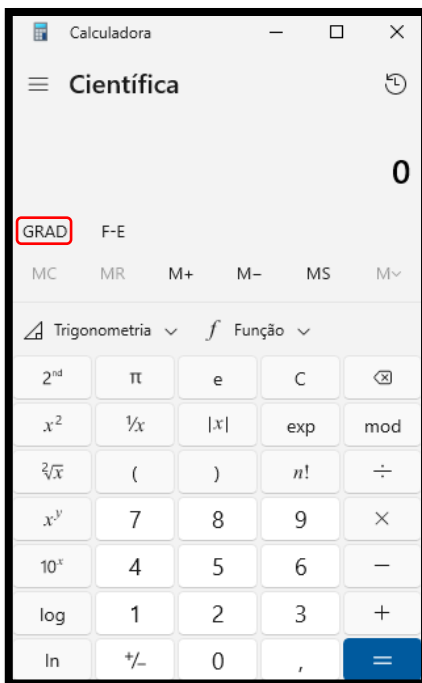 Calculadora
Científica
0
GRAD F-E
MC MR M+ M− MS M
Trigonometria f Função
2ⁿᵈ π e C
x² ¹/x |x| exp mod
²√x ( ) n! ÷
xʸ 7 8 9 ×
10ˣ 4 5 6 −
log 1 2 3 +
ln +/− 0 , =